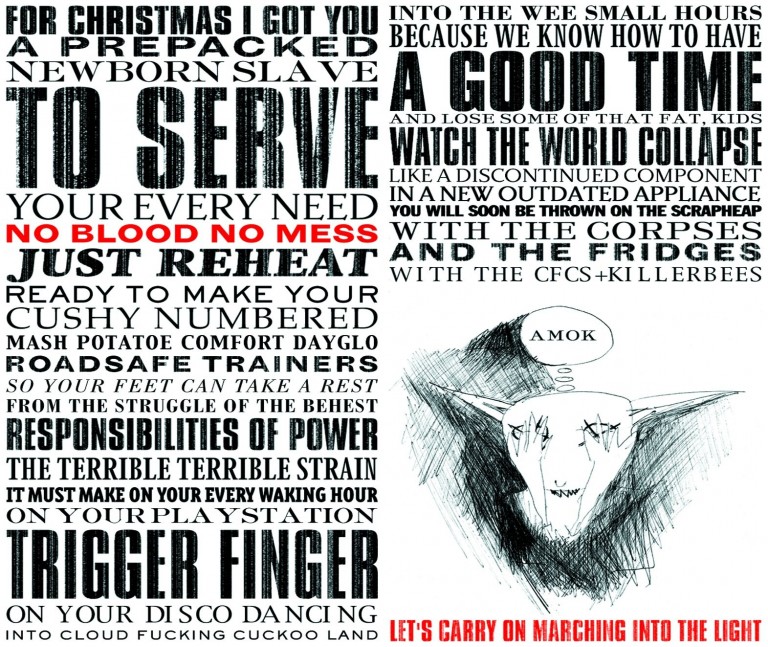 FOR CHRISTMAS I GOT YOU
A PREPACKED
NEWBORN SLAVE
TO SERVE
YOUR EVERY NEED
NO BLOOD NO MESS
JUST REHEAT
READY TO MAKE YOUR
CUSHY NUMBERED
MASH POTATOE COMFORT DAYGLO
ROADSAFE TRAINERS
SO YOUR FEET CAN TAKE A REST
FROM THE STRUGGLE OF THE BEHEST
RESPONSIBILITIES OF POWER
THE TERRIBLE TERRIBLE STRAIN
IT MUST MAKE ON YOUR EVERY WAKING HOUR
ON YOUR PLAYSTATION
TRIGGER FINGER
ON YOUR DISCO DANCING
INTO CLOUD FUCKING CUCKOO LAND
INTO THE WEE SMALL HOURS
BECAUSE WE KNOW HOW TO HAVE
A GOOD TIME
AND LOSE SOME OF THAT FAT, KIDS
WATCH THE WORLD COLLAPSE
LIKE A DISCONTINUED COMPONENT
IN A NEW OUTDATED APPLIANCE
YOU WILL SOON BE THROWN ON THE SCRAPHEAP
WITH THE CORPSES
AND THE FRIDGES
WITH THE CFCS+KILLERBEES
AMOK
LET'S CARRY ON MARCHING INTO THE LIGHT